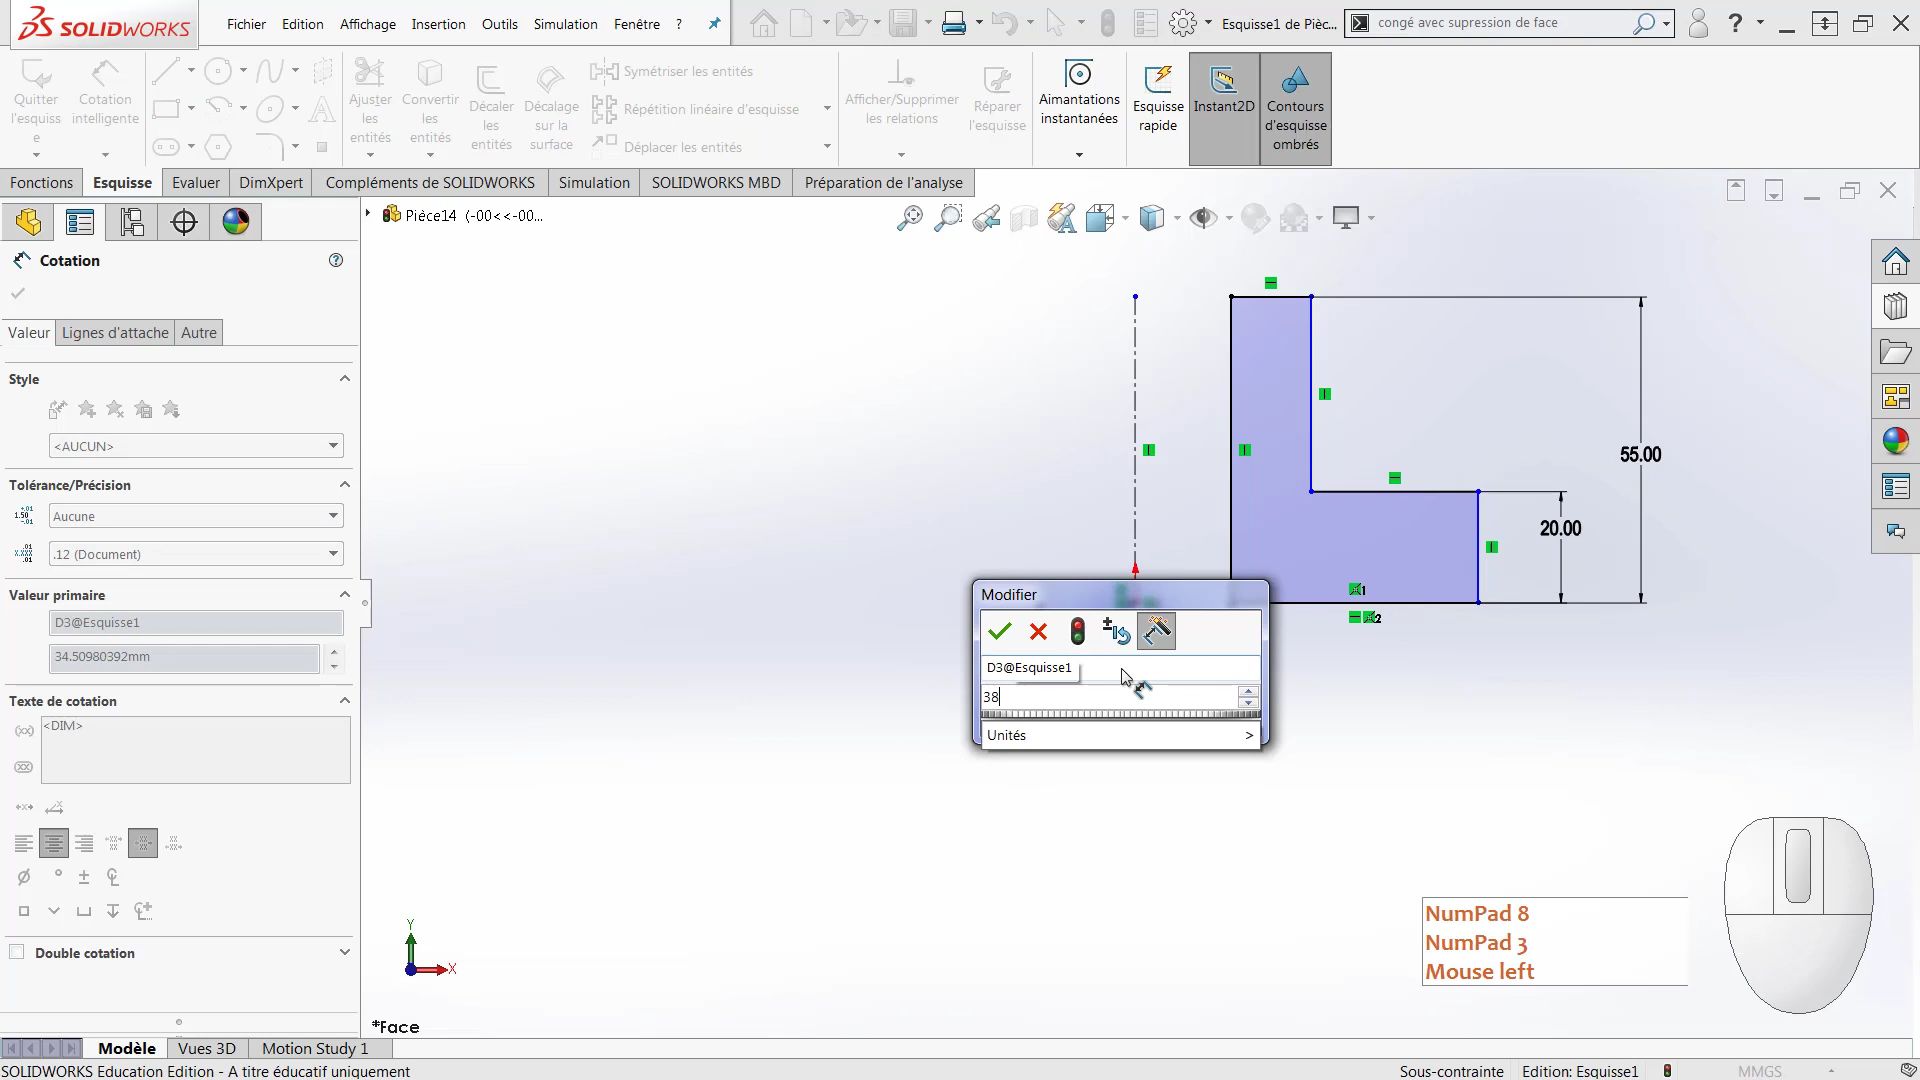 SOLIDWORKS
Fichier Edition Affichage Insertion Outils Simulation Fenêtre ?
Esquisse1 de Pièc...
congé avec supression de face
Quitter l'esquisse
Cotation intelligente
Ajuster les entités
Convertir les entités
Décaler les entités
Décalage sur la surface
Symétriser les entités
Répétition linéaire d'esquisse
Déplacer les entités
Afficher/Supprimer les relations
Réparer l'esquisse
Aimantations instantanées
Esquisse rapide
Instant2D
Contours d'esquisse ombrés
Fonctions Esquisse Evaluer DimXpert Compléments de SOLIDWORKS Simulation SOLIDWORKS MBD Préparation de l'analyse
Pièce14 (-00<<-00...
Cotation
Valeur Lignes d'attache Autre
Style
<AUCUN>
Tolérance/Précision
Aucune
.12 (Document)
Valeur primaire
D3@Esquisse1
34.50980392mm
Texte de cotation
<DIM>
Double cotation
55.00
20.00
1
2
Modifier
D3@Esquisse1
38
Unités >
Y
X
*Face
NumPad 8
NumPad 3
Mouse left
Modèle Vues 3D Motion Study 1
SOLIDWORKS Education Edition - A titre éducatif uniquement
Sous-contrainte Edition: Esquisse1 MMGS